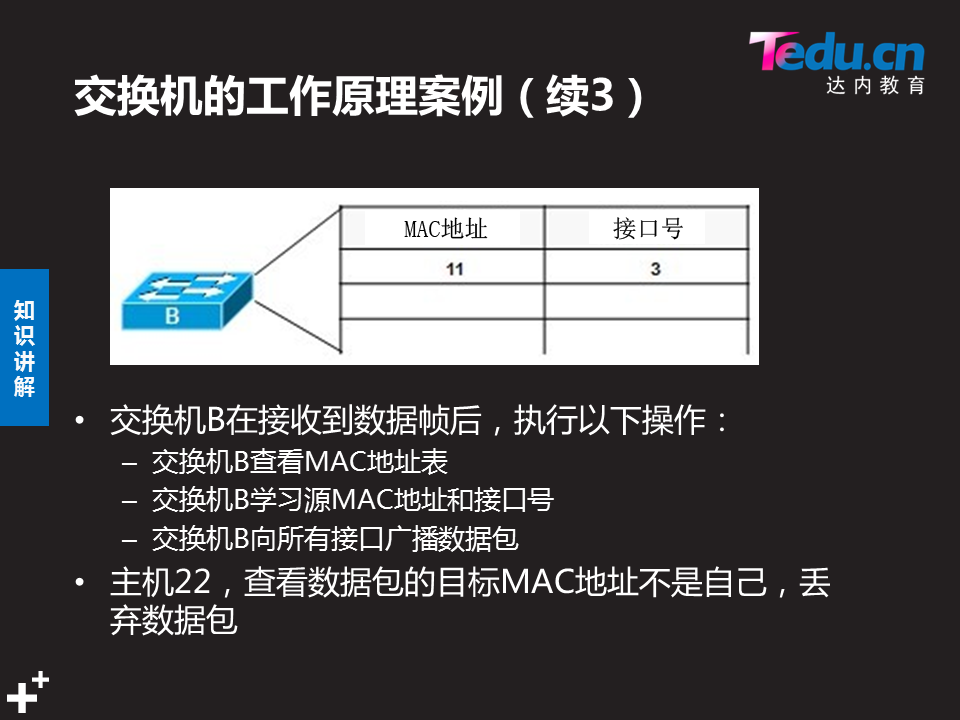 Tedu.cn
达内教育
交换机的工作原理案例（续3）
MAC地址 接口号
11 3
B
知识讲解
• 交换机B在接收到数据帧后，执行以下操作：
– 交换机B查看MAC地址表
– 交换机B学习源MAC地址和接口号
– 交换机B向所有接口广播数据包
• 主机22，查看数据包的目标MAC地址不是自己，丢
弃数据包